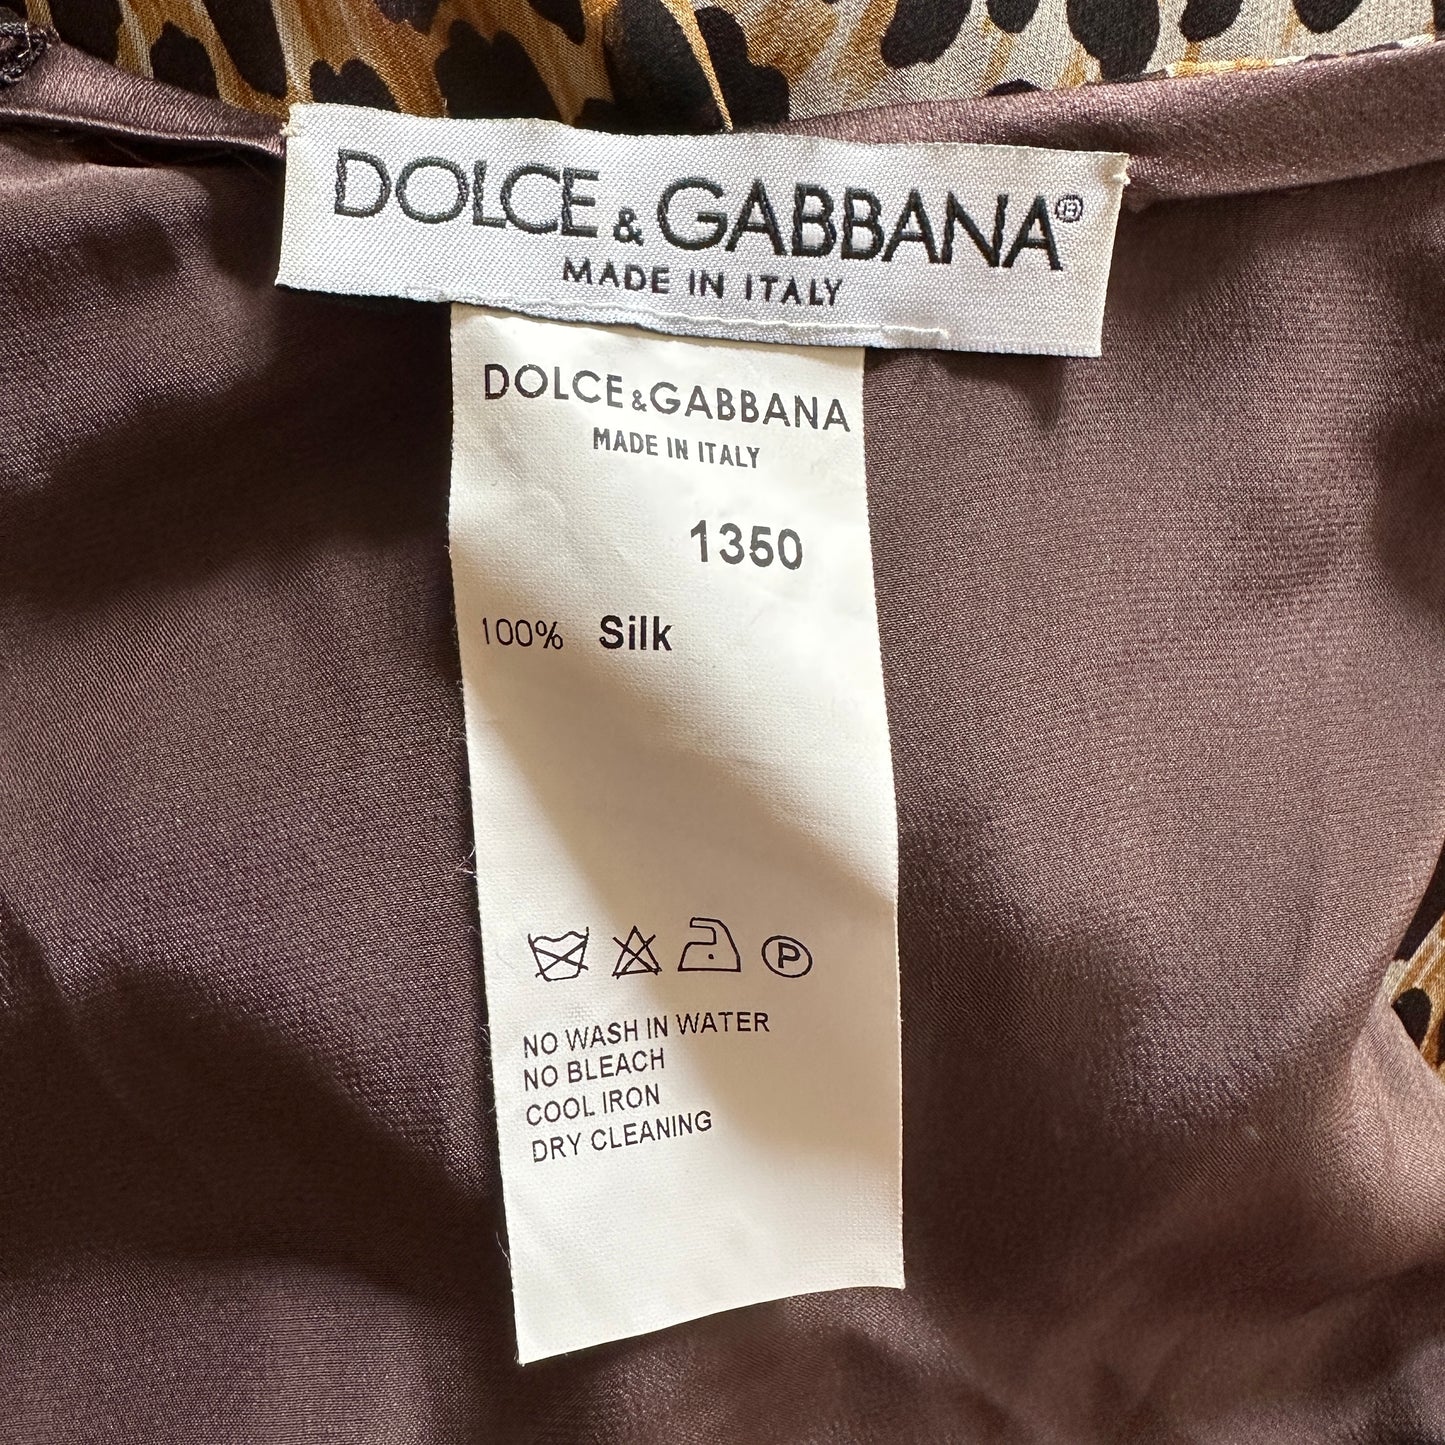 DOLCE & GABBANA®
MADE IN ITALY
DOLCE&GABBANA
MADE IN ITALY
1350
100% Silk
P
NO WASH IN WATER
NO BLEACH
COOL IRON
DRY CLEANING